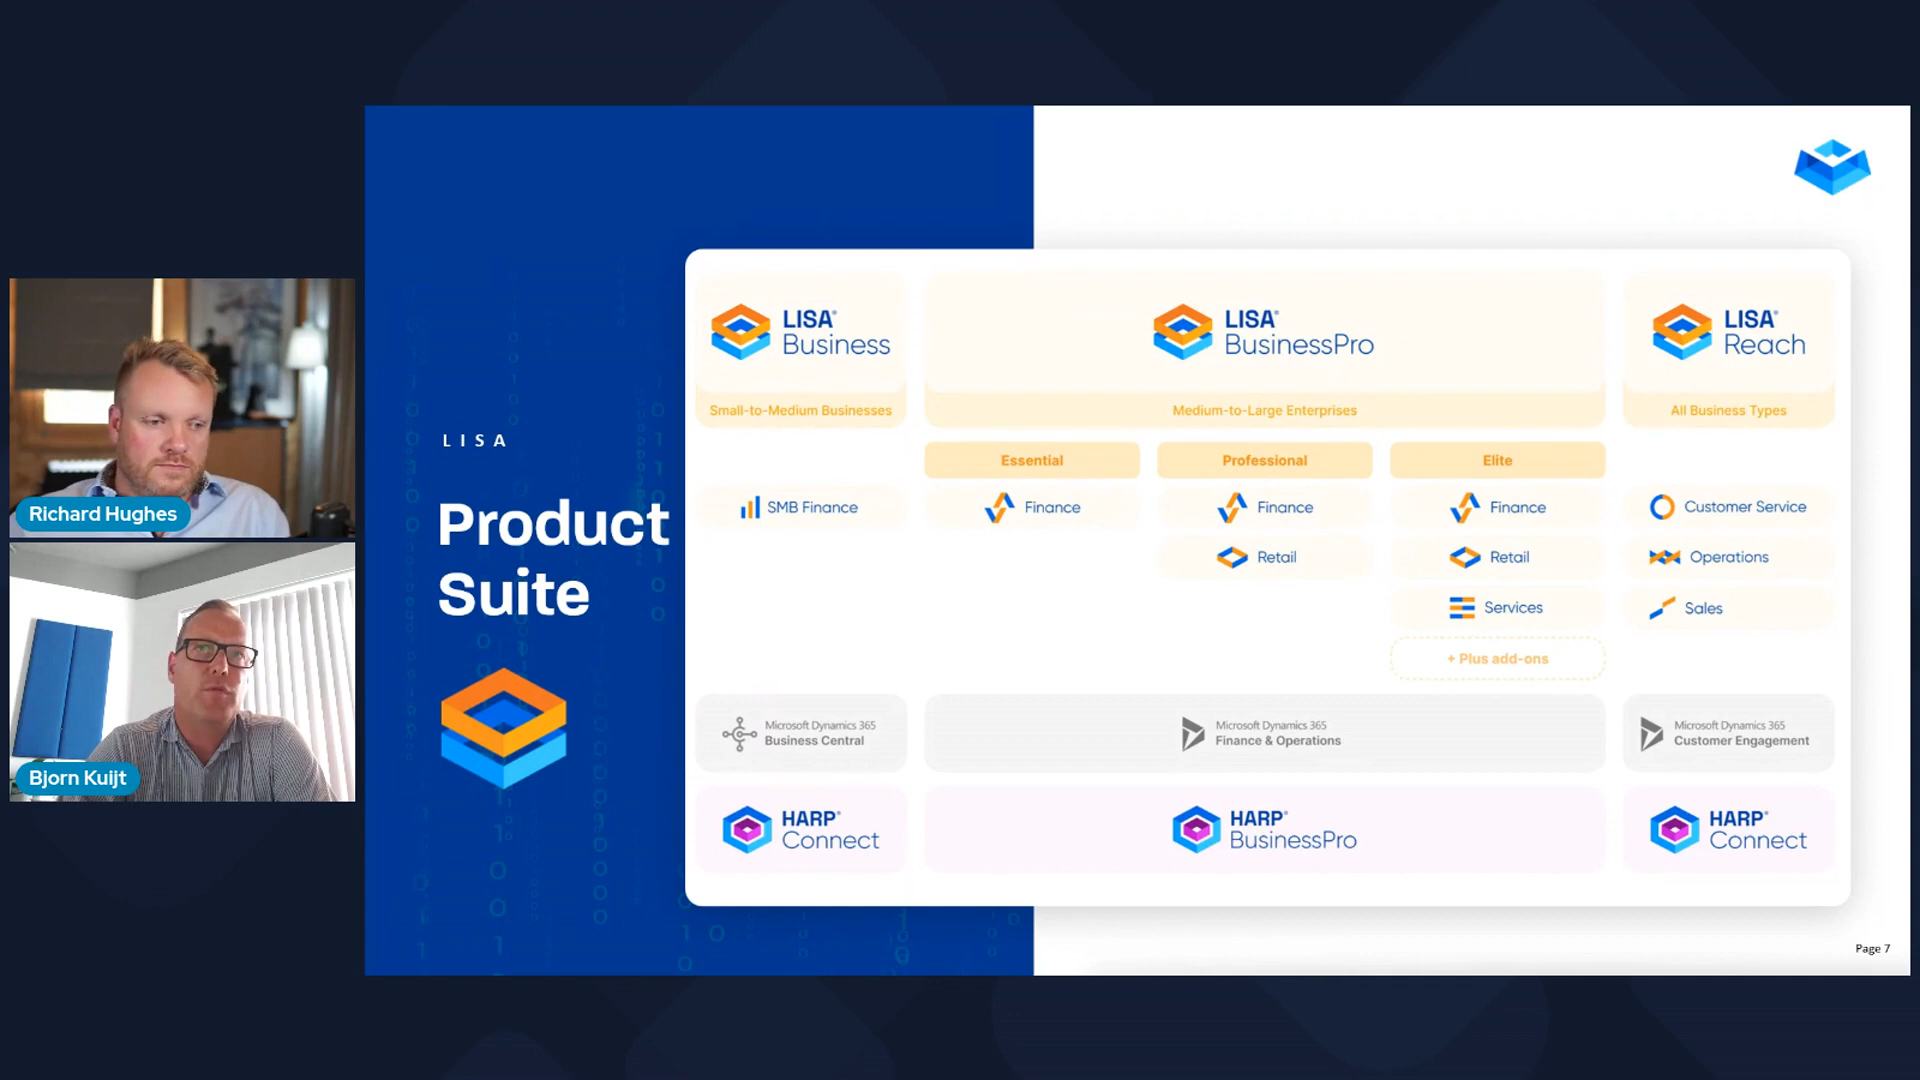 Richard Hughes
Bjorn Kuijt
LISA
Product
Suite
LISA®
Business
LISA®
BusinessPro
LISA®
Reach
Small-to-Medium Businesses
Medium-to-Large Enterprises
All Business Types
Essential
Professional
Elite
SMB Finance
Finance
Finance
Finance
Customer Service
Retail
Retail
Operations
Services
Sales
+ Plus add-ons
Microsoft Dynamics 365
Business Central
Microsoft Dynamics 365
Finance & Operations
Microsoft Dynamics 365
Customer Engagement
HARP®
Connect
HARP®
BusinessPro
HARP®
Connect
Page 7